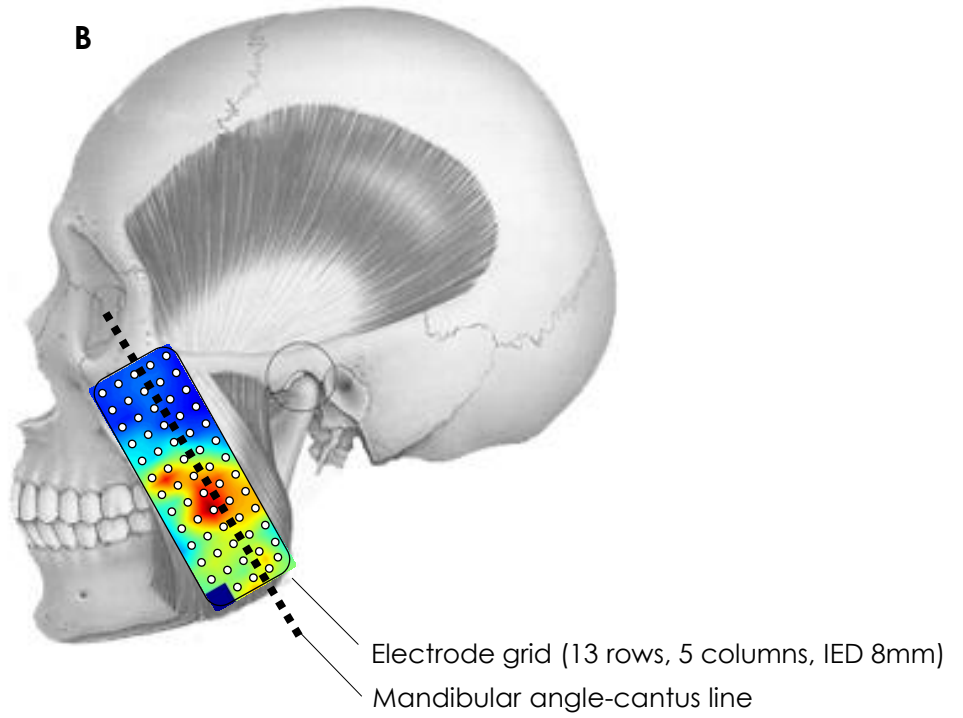 B
Electrode grid (13 rows, 5 columns, IED 8mm)
Mandibular angle-cantus line